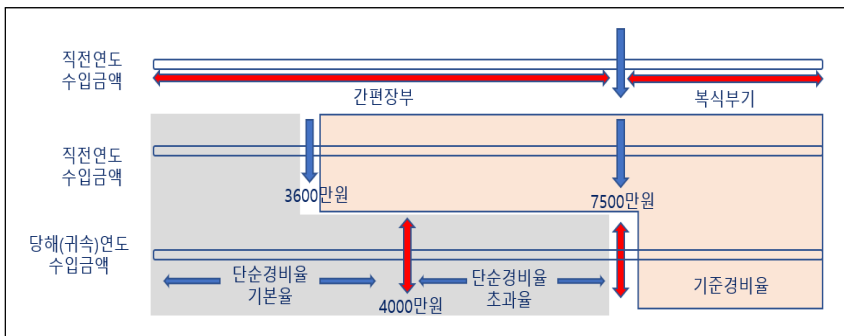 직전연도
수입금액
간편장부
복식부기
직전연도
수입금액
3600만원
7500만원
당해(귀속)연도
수입금액
단순경비율
기본율
4000만원
단순경비율
초과율
기준경비율